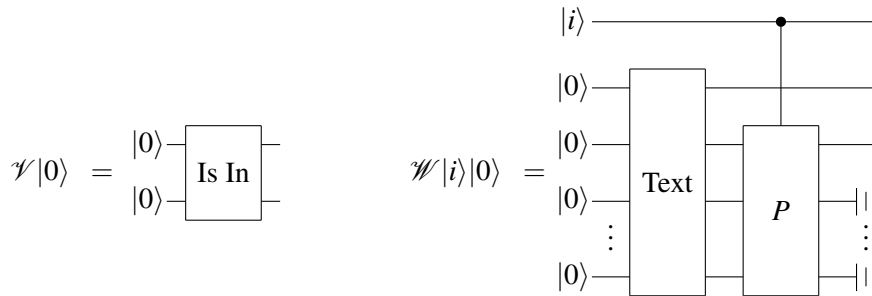 |i⟩
|0⟩
𝒱|0⟩ = |0⟩ Is In
|0⟩
𝒲|i⟩|0⟩ = |0⟩ Text P
|0⟩
⋮ ⋮
|0⟩